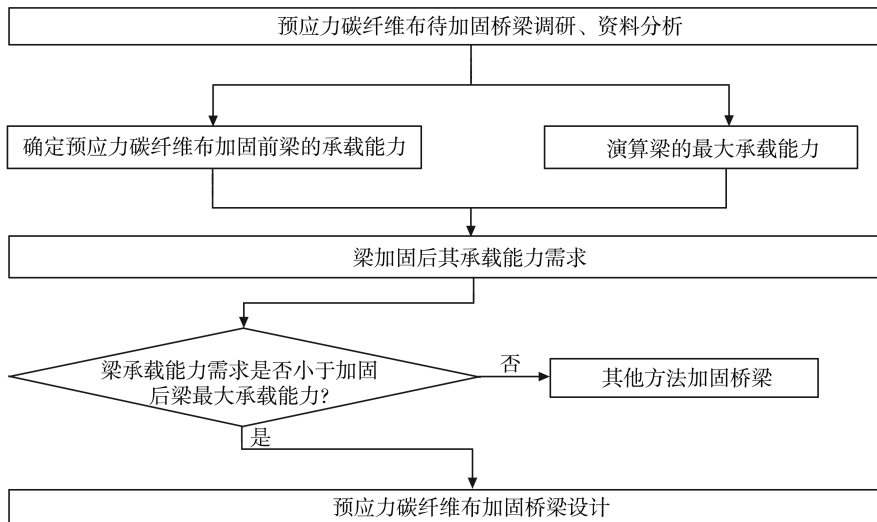 预应力碳纤维布待加固桥梁调研、资料分析
确定预应力碳纤维布加固前梁的承载能力
演算梁的最大承载能力
梁加固后其承载能力需求
梁承载能力需求是否小于加固
后梁最大承载能力?
否
其他方法加固桥梁
是
预应力碳纤维布加固桥梁设计